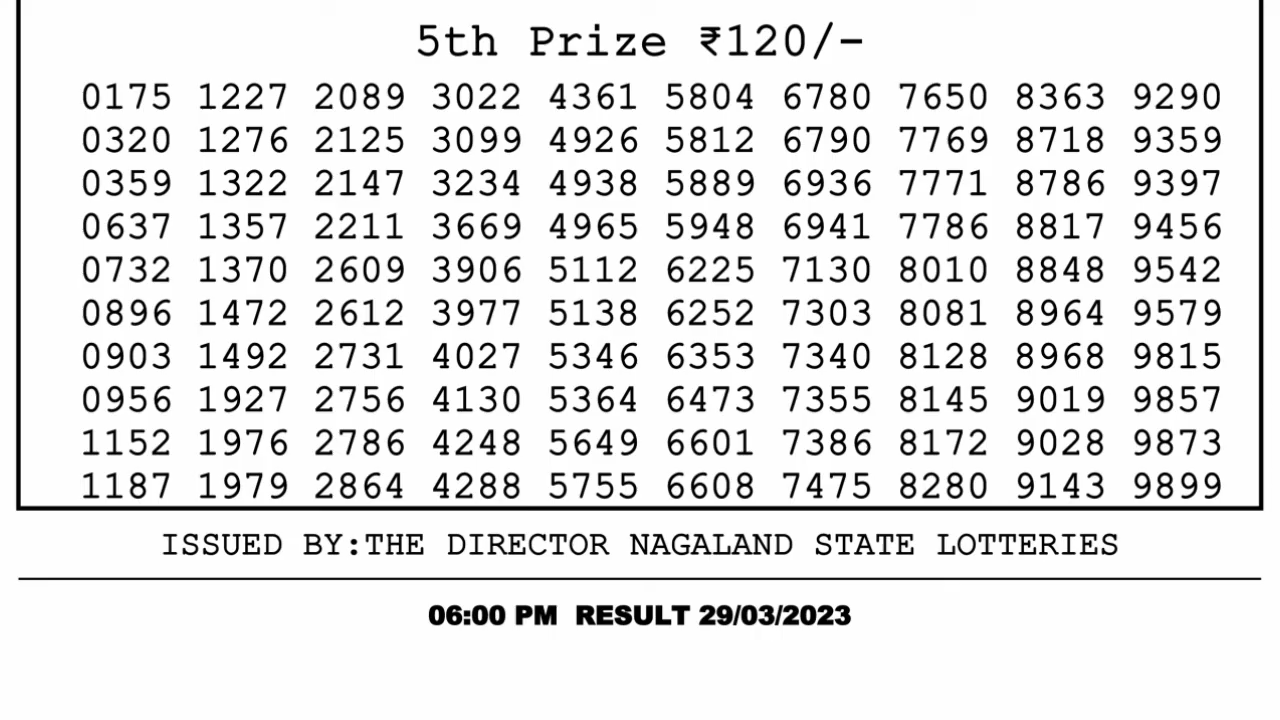 5th Prize ₹120/-
0175 1227 2089 3022 4361 5804 6780 7650 8363 9290
0320 1276 2125 3099 4926 5812 6790 7769 8718 9359
0359 1322 2147 3234 4938 5889 6936 7771 8786 9397
0637 1357 2211 3669 4965 5948 6941 7786 8817 9456
0732 1370 2609 3906 5112 6225 7130 8010 8848 9542
0896 1472 2612 3977 5138 6252 7303 8081 8964 9579
0903 1492 2731 4027 5346 6353 7340 8128 8968 9815
0956 1927 2756 4130 5364 6473 7355 8145 9019 9857
1152 1976 2786 4248 5649 6601 7386 8172 9028 9873
1187 1979 2864 4288 5755 6608 7475 8280 9143 9899
ISSUED BY:THE DIRECTOR NAGALAND STATE LOTTERIES
06:00 PM RESULT 29/03/2023